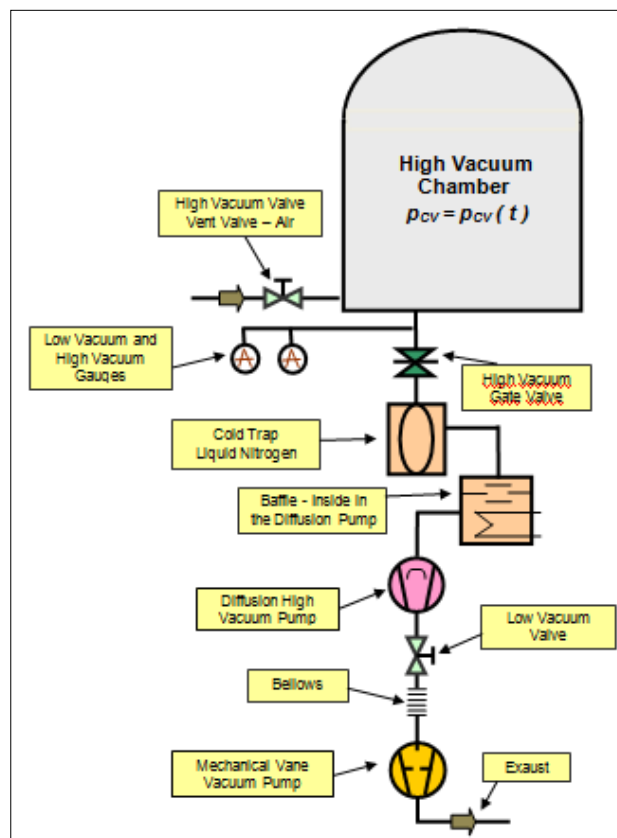 High Vacuum
Chamber
pcv = pcv ( t )
High Vacuum Valve
Vent Valve – Air
Low Vacuum and
High Vacuum
Gauqes
High Vacuum
Gate Valve
Cold Trap
Liquid Nitrogen
Baffle - Inside In
the Diffusion Pump
Diffusion High
Vacuum Pump
Low Vacuum
Valve
Bellows
Mechanical Vane
Vacuum Pump
Exaust